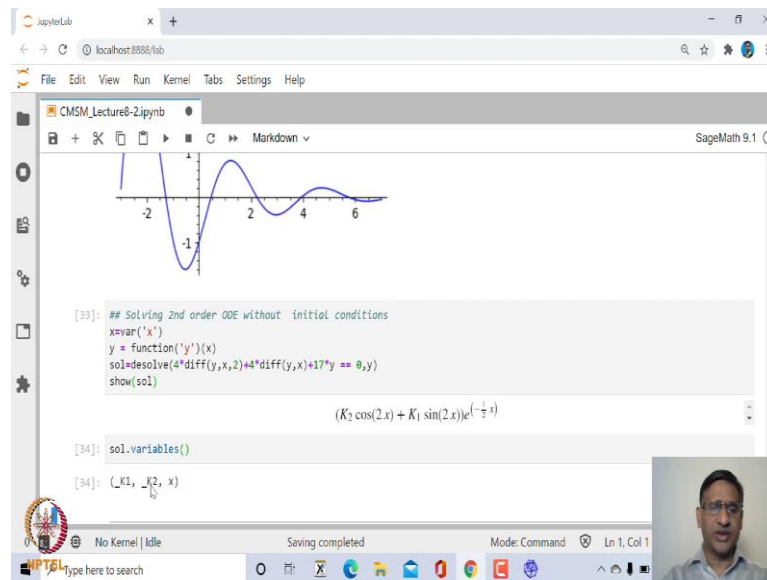 JupyterLab
localhost:8888/lab
File Edit View Run Kernel Tabs Settings Help
CMSM_Lecture8-2.ipynb
Markdown
SageMath 9.1
1
-2 2 4 6
-1
[33]: ## Solving 2nd order ODE without initial conditions
x=var('x')
y = function('y')(x)
sol=desolve(4*diff(y,x,2)+4*diff(y,x)+17*y == 0,y)
show(sol)
(K₂ cos(2 x) + K₁ sin(2 x))e^(-½ x)
[34]: sol.variables()
[34]: (_K1, _K2, x)
No Kernel | Idle Saving completed Mode: Command Ln 1, Col 1
NPTEL
Type here to search